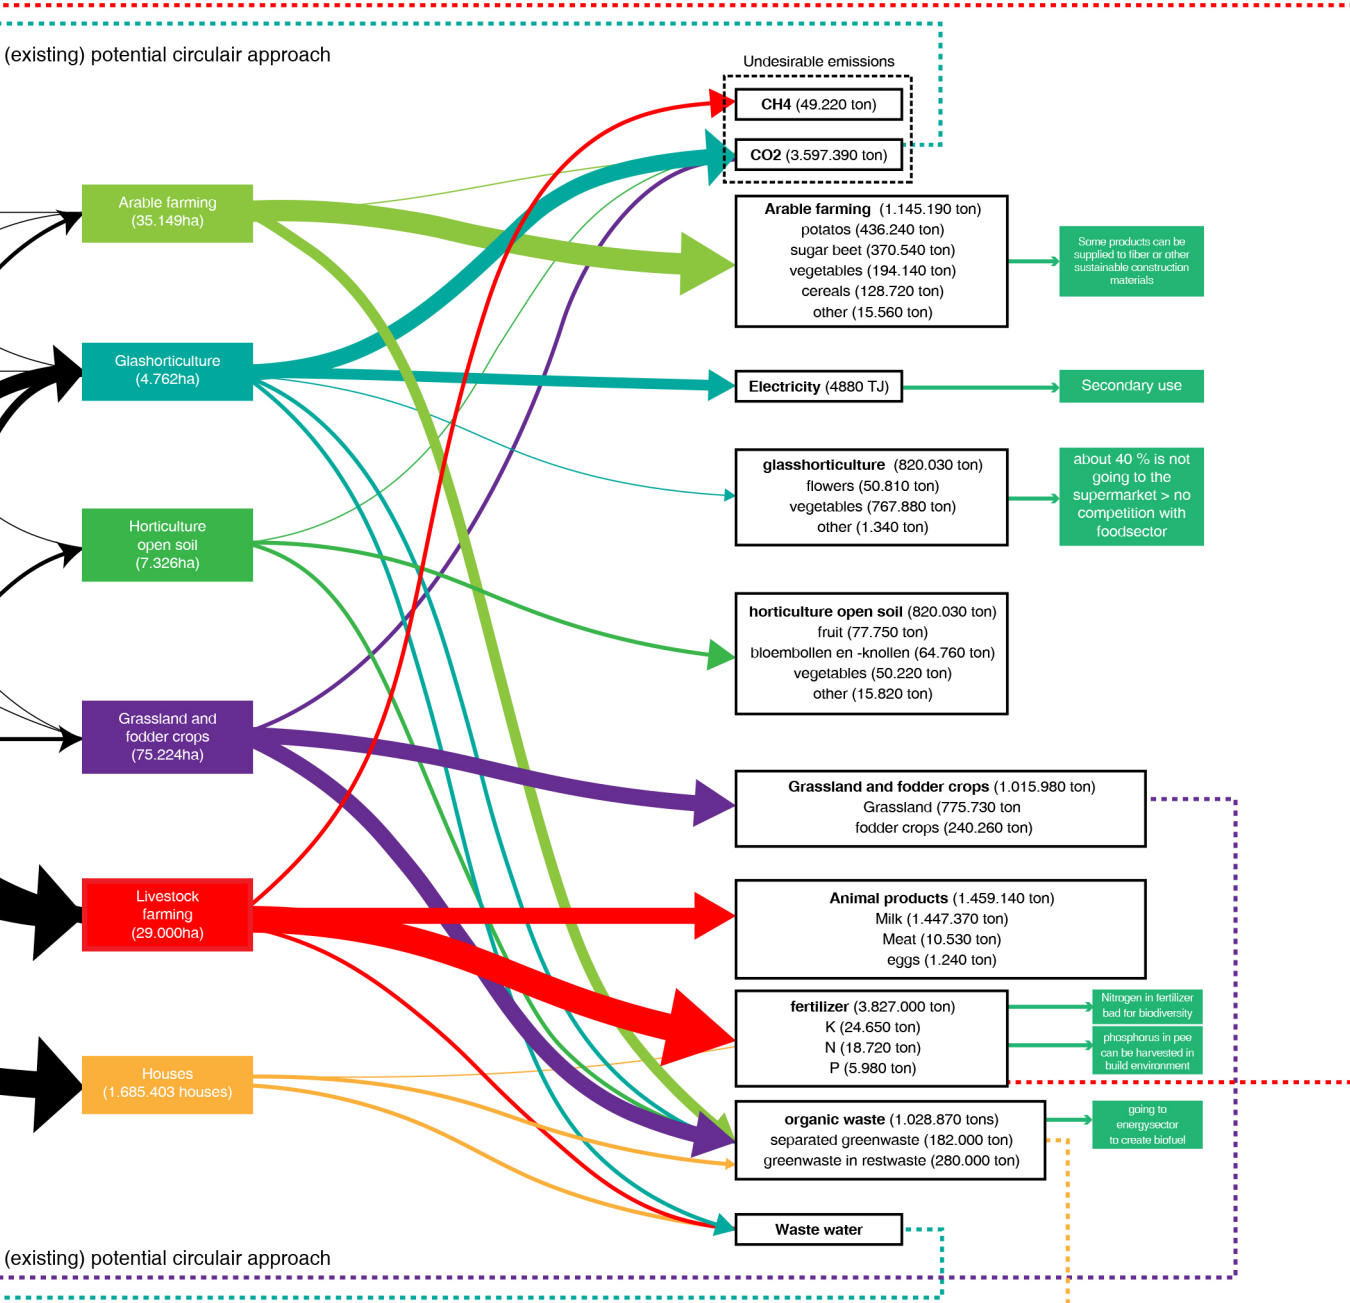 (existing) potential circulair approach
Undesirable emissions
CH4 (49.220 ton)
CO2 (3.597.390 ton)
Arable farming
(35.149ha)
Arable farming (1.145.190 ton)
potatos (436.240 ton)
sugar beet (370.540 ton)
vegetables (194.140 ton)
cereals (128.720 ton)
other (15.560 ton)
Some products can be
supplied to fiber or other
sustainable construction
materials
Glashorticulture
(4.762ha)
Electricity (4880 TJ)
Secondary use
glasshorticulture (820.030 ton)
flowers (50.810 ton)
vegetables (767.880 ton)
other (1.340 ton)
about 40 % is not
going to the
supermarket > no
competition with
foodsector
Horticulture
open soil
(7.326ha)
horticulture open soil (820.030 ton)
fruit (77.750 ton)
bloembollen en -knollen (64.760 ton)
vegetables (50.220 ton)
other (15.820 ton)
Grassland and
fodder crops
(75.224ha)
Grassland and fodder crops (1.015.980 ton)
Grassland (775.730 ton
fodder crops (240.260 ton)
Livestock
farming
(29.000ha)
Animal products (1.459.140 ton)
Milk (1.447.370 ton)
Meat (10.530 ton)
eggs (1.240 ton)
fertilizer (3.827.000 ton)
K (24.650 ton)
N (18.720 ton)
P (5.980 ton)
Nitrogen in fertilizer
bad for biodiversity
phosphorus in pee
can be harvested in
build environment
Houses
(1.685.403 houses)
organic waste (1.028.870 tons)
separated greenwaste (182.000 ton)
greenwaste in restwaste (280.000 ton)
going to
energysector
to create biofuel
Waste water
(existing) potential circulair approach